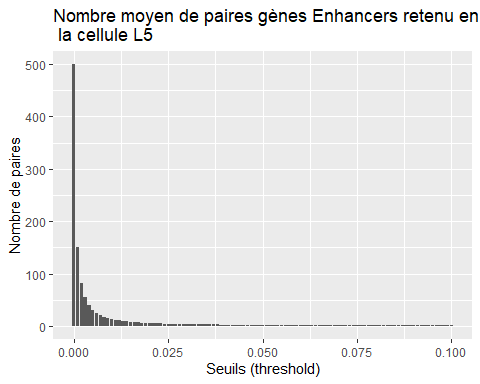 Nombre moyen de paires gènes Enhancers retenu en
la cellule L5
500
400
300
200
100
0
Nombre de paires
0.000 0.025 0.050 0.075 0.100
Seuils (threshold)